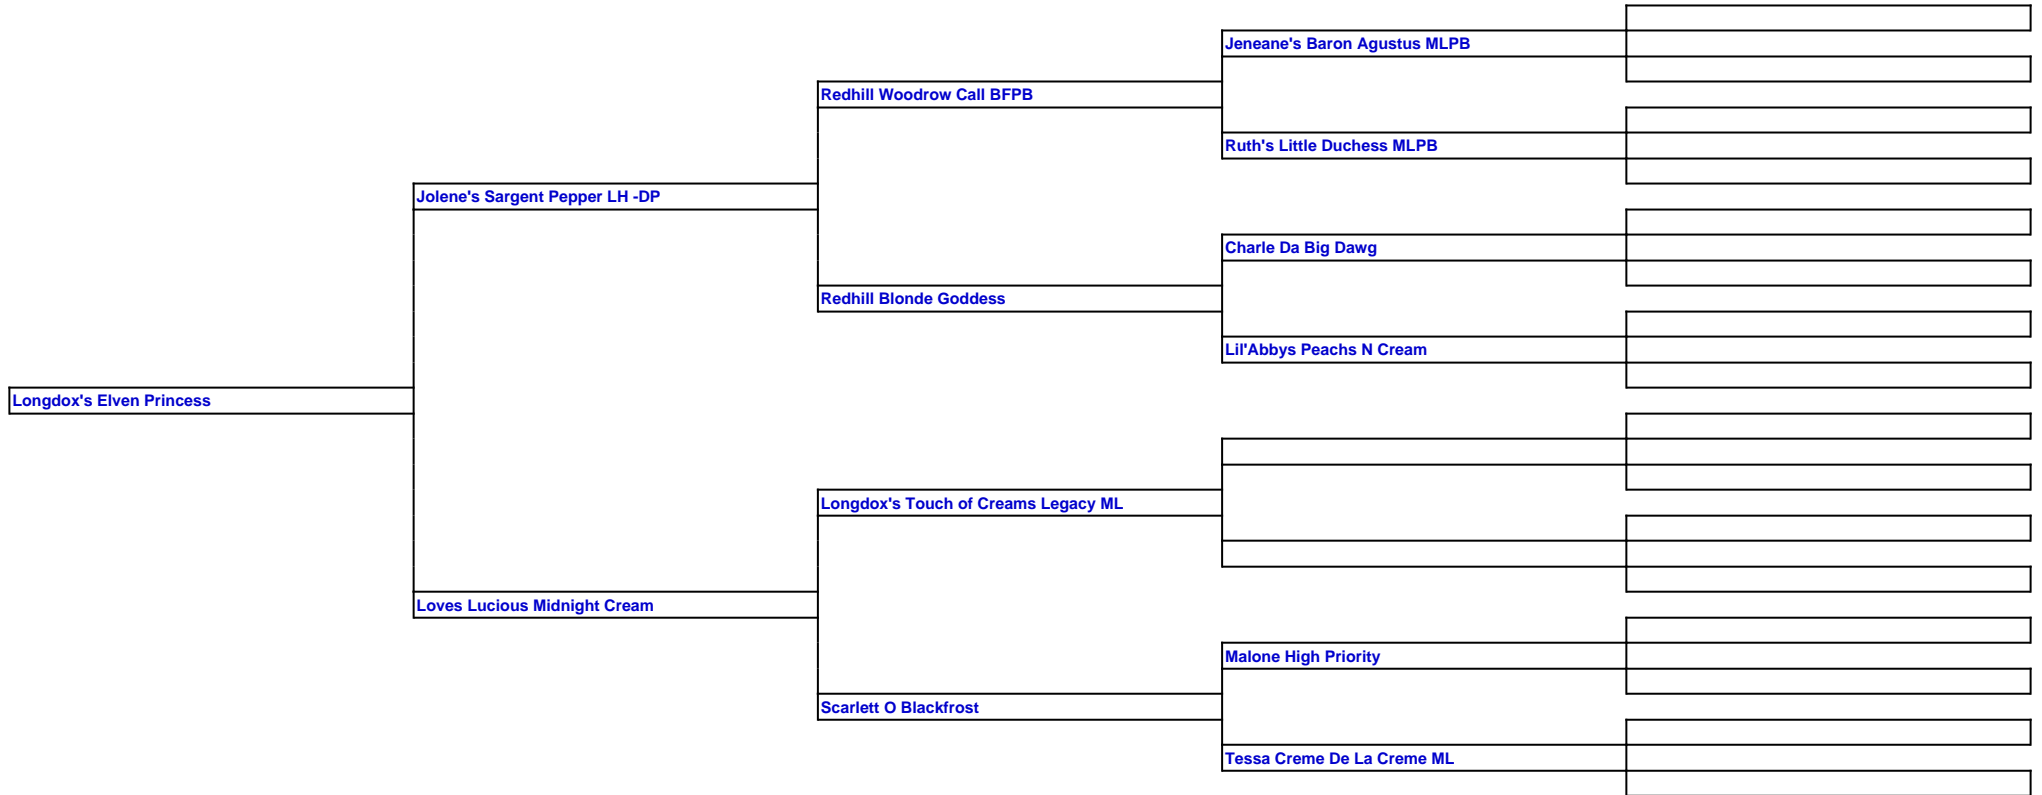 Jeneane's Baron Agustus MLPB
Redhill Woodrow Call BFPB
Ruth's Little Duchess MLPB
Jolene's Sargent Pepper LH -DP
Charle Da Big Dawg
Redhill Blonde Goddess
Lil'Abbys Peachs N Cream
Longdox's Elven Princess
Longdox's Touch of Creams Legacy ML
Loves Lucious Midnight Cream
Malone High Priority
Scarlett O Blackfrost
Tessa Creme De La Creme ML